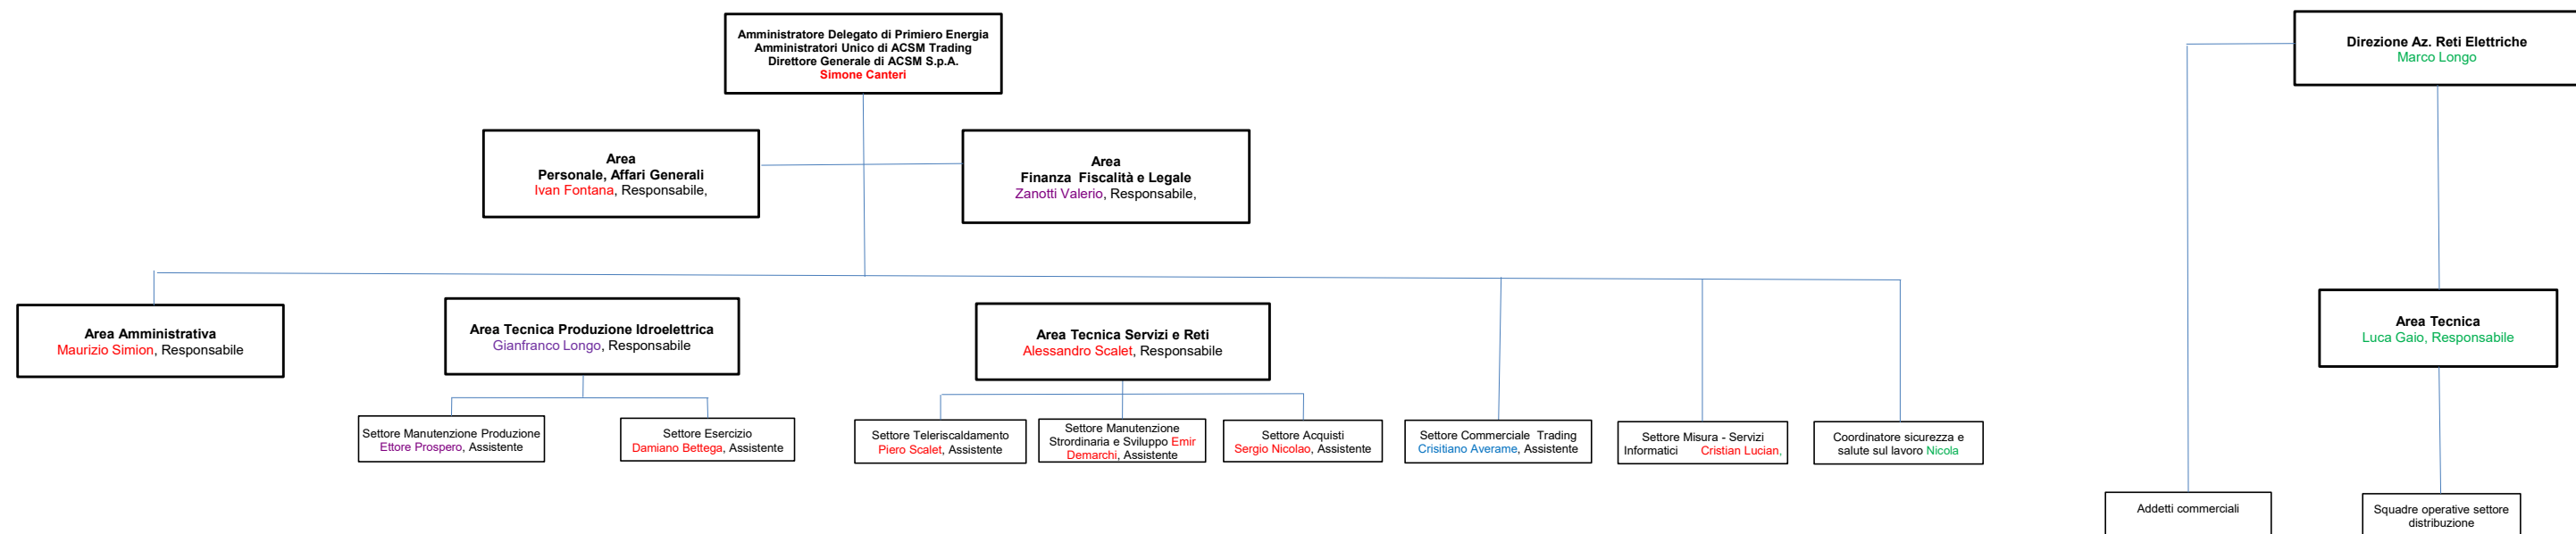 Amministratore Delegato di Primiero Energia
Amministratori Unico di ACSM Trading
Direttore Generale di ACSM S.p.A.
Simone Canteri
Direzione Az. Reti Elettriche
Marco Longo
Area
Personale, Affari Generali
Ivan Fontana, Responsabile,
Area
Finanza Fiscalità e Legale
Zanotti Valerio, Responsabile,
Area Amministrativa
Maurizio Simion, Responsabile
Area Tecnica Produzione Idroelettrica
Gianfranco Longo, Responsabile
Area Tecnica Servizi e Reti
Alessandro Scalet, Responsabile
Area Tecnica
Luca Gaio, Responsabile
Settore Manutenzione Produzione
Ettore Prospero, Assistente
Settore Esercizio
Damiano Bettega, Assistente
Settore Teleriscaldamento
Piero Scalet, Assistente
Settore Manutenzione
Strordinaria e Sviluppo Emir
Demarchi, Assistente
Settore Acquisti
Sergio Nicolao, Assistente
Settore Commerciale Trading
Crisitiano Averame, Assistente
Settore Misura - Servizi
Informatici Cristian Lucian,
Coordinatore sicurezza e
salute sul lavoro Nicola
Addetti commerciali
Squadre operative settore
distribuzione